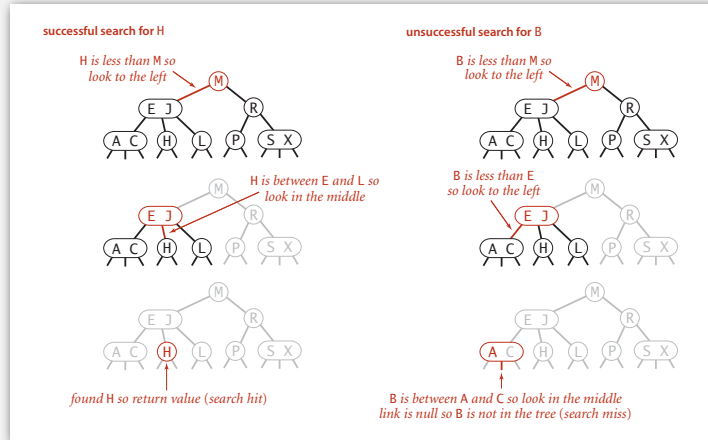 successful search for H
H is less than M so
look to the left
M
E J
R
A C
H
L
P
S X
H is between E and L so
look in the middle
M
E J
R
A C
H
L
P
S X
M
E J
R
A C
H
L
P
S X
found H so return value (search hit)
unsuccessful search for B
B is less than M so
look to the left
M
E J
R
A C
H
L
P
S X
B is less than E
so look to the left
M
E J
R
A C
H
L
P
S X
M
E J
R
A C
H
L
P
S X
B is between A and C so look in the middle
link is null so B is not in the tree (search miss)